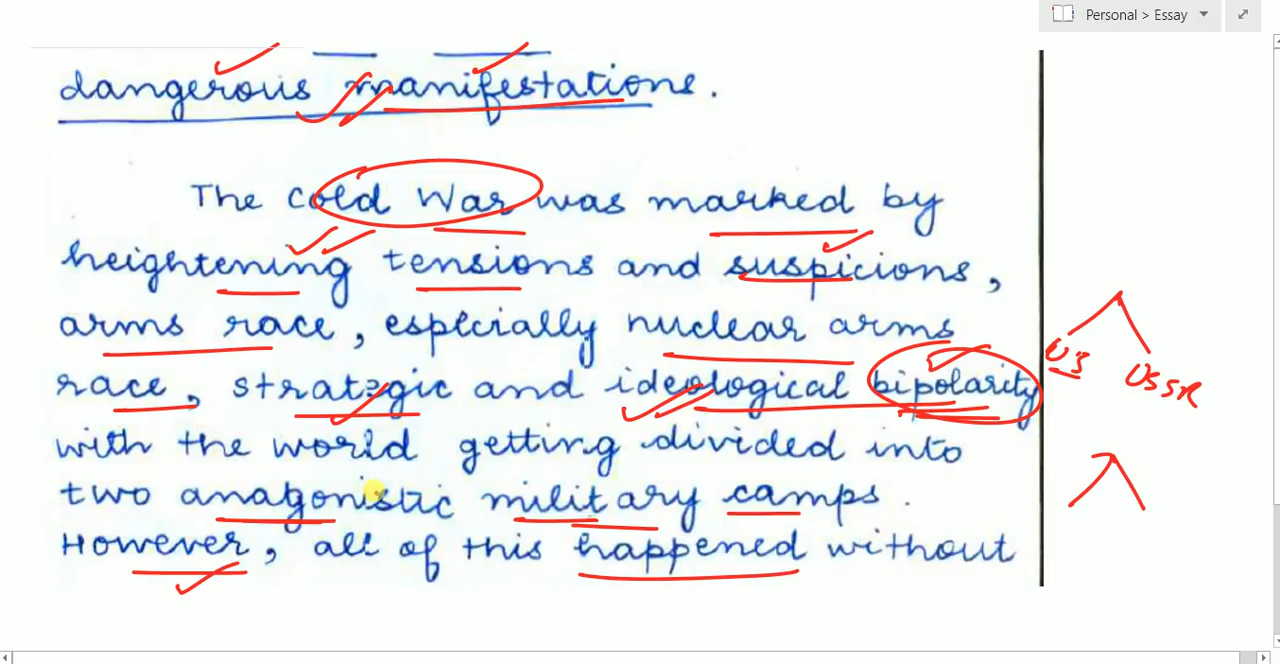 Personal > Essay
dangerous manifestations.
The Cold War was marked by
heightening tensions and suspicions,
arms race, especially nuclear arms
race, strategic and ideological bipolarity
with the world getting divided into
two anagonistic military camps.
However, all of this happened without
US
USSR